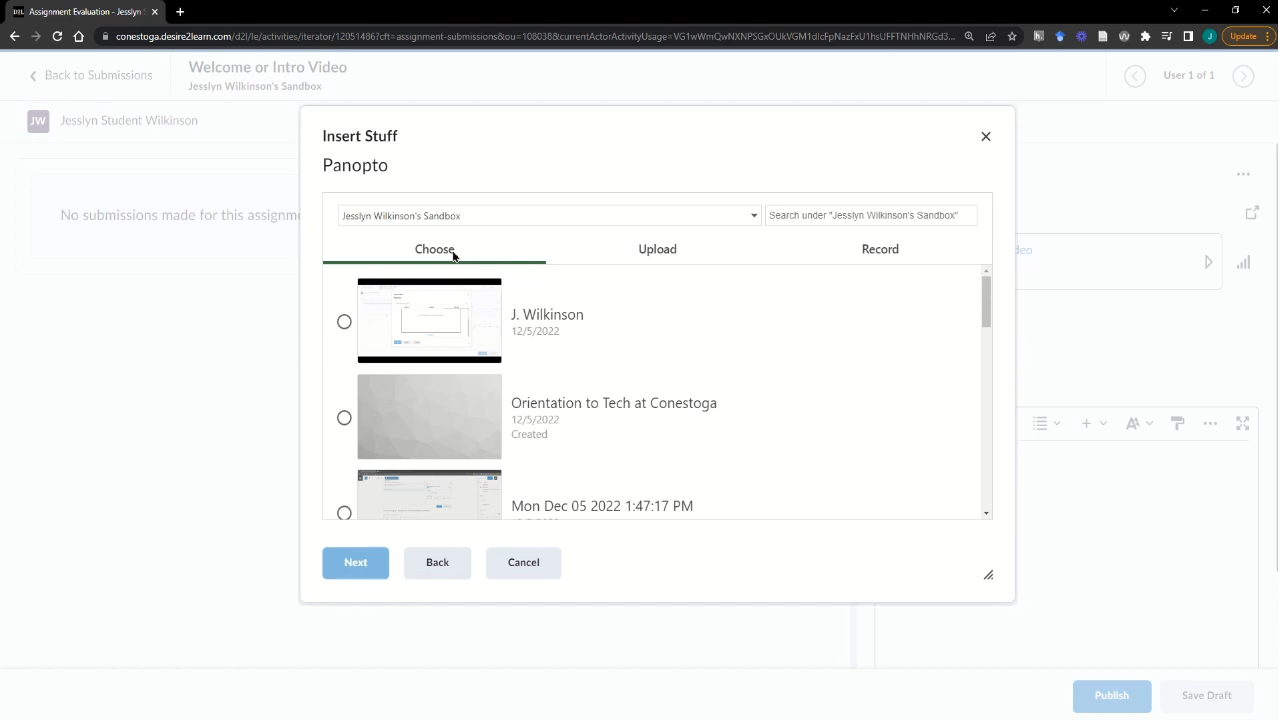 D2L Assignment Evaluation - Jesslyn S
conestoga.desire2learn.com/d2l/le/activities/iterator/12051486?cft=assignment-submissions&ou=108038&currentActorActivityUsage=
Update
Back to Submissions
Welcome or Intro Video
Jesslyn Wilkinson's Sandbox
User 1 of 1
JW Jesslyn Student Wilkinson
Insert Stuff
Panopto
No submissions made for this assignm
Jesslyn Wilkinson's Sandbox
Search under "Jesslyn Wilkinson's Sandbox"
Choose
Upload
Record
deo
J. Wilkinson
12/5/2022
Orientation to Tech at Conestoga
12/5/2022
Created
Mon Dec 05 2022 1:47:17 PM
Next
Back
Cancel
Publish
Save Draft